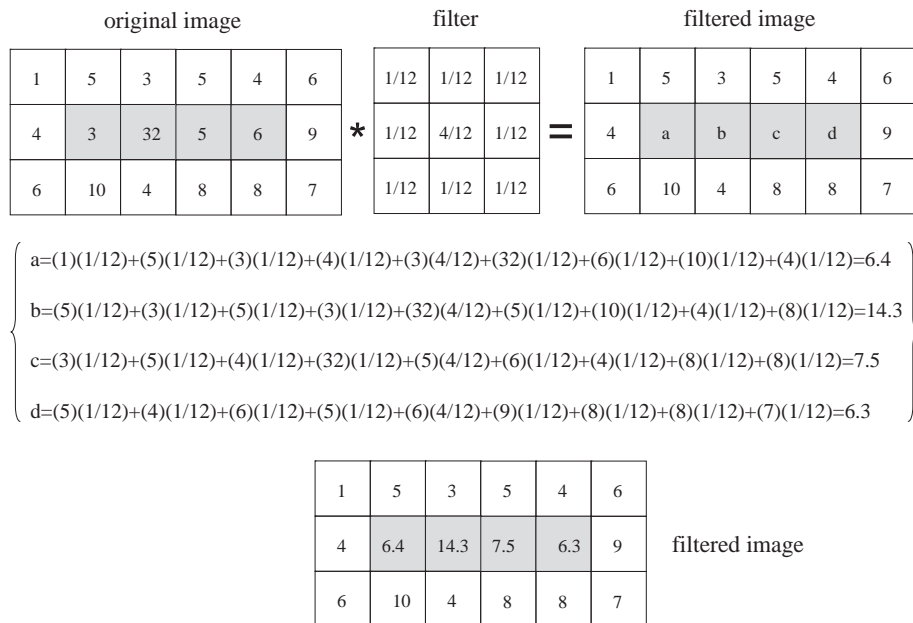 original image filter filtered image
1 5 3 5 4 6 1/12 1/12 1/12 1 5 3 5 4 6
4 3 32 5 6 9 * 1/12 4/12 1/12 = 4 a b c d 9
6 10 4 8 8 7 1/12 1/12 1/12 6 10 4 8 8 7
a=(1)(1/12)+(5)(1/12)+(3)(1/12)+(4)(1/12)+(3)(4/12)+(32)(1/12)+(6)(1/12)+(10)(1/12)+(4)(1/12)=6.4
b=(5)(1/12)+(3)(1/12)+(5)(1/12)+(3)(1/12)+(32)(4/12)+(5)(1/12)+(10)(1/12)+(4)(1/12)+(8)(1/12)=14.3
c=(3)(1/12)+(5)(1/12)+(4)(1/12)+(32)(1/12)+(5)(4/12)+(6)(1/12)+(4)(1/12)+(8)(1/12)+(8)(1/12)=7.5
d=(5)(1/12)+(4)(1/12)+(6)(1/12)+(5)(1/12)+(6)(4/12)+(9)(1/12)+(8)(1/12)+(8)(1/12)+(7)(1/12)=6.3
1 5 3 5 4 6
4 6.4 14.3 7.5 6.3 9 filtered image
6 10 4 8 8 7